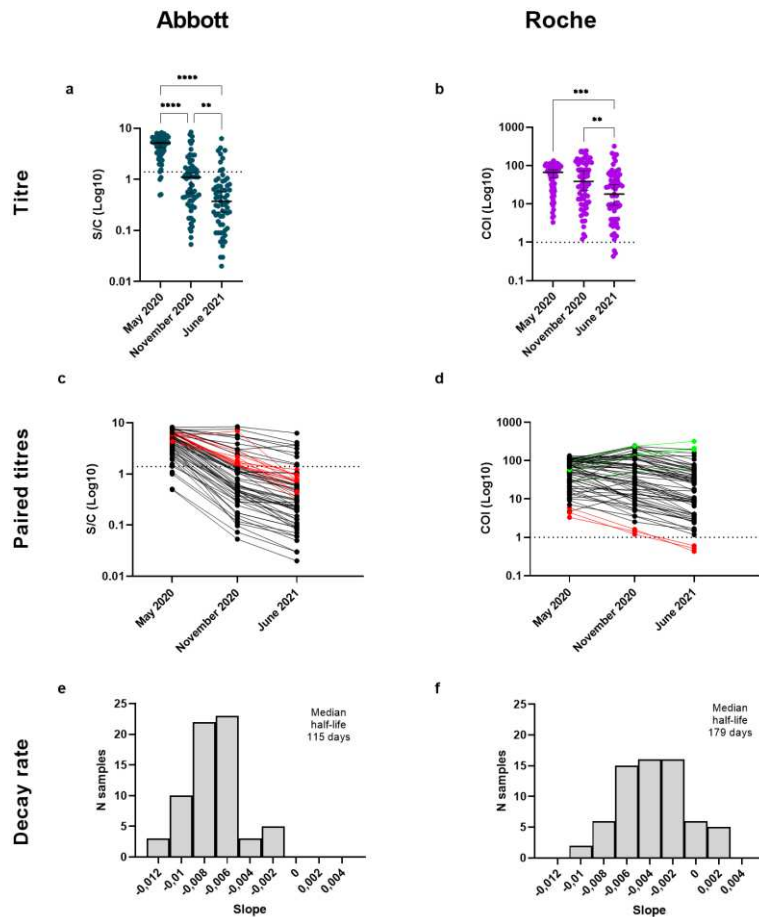 Abbott
Roche
Titre
a
****
****
**
S/C (Log10)
10
1
0.1
0.01
May 2020
November 2020
June 2021
b
***
**
COI (Log10)
1000
100
10
1
0.1
May 2020
November 2020
June 2021
Paired titres
c
S/C (Log10)
10
1
0.1
0.01
May 2020
November 2020
June 2021
d
COI (Log10)
1000
100
10
1
0.1
May 2020
November 2020
June 2021
Decay rate
e
N samples
25
20
15
10
5
0
Median
half-life
115 days
-0,012
-0,01
-0,008
-0,006
-0,004
-0,002
0
0,002
0,004
Slope
f
N samples
25
20
15
10
5
0
Median
half-life
179 days
-0,012
-0,01
-0,008
-0,006
-0,004
-0,002
0
0,002
0,004
Slope